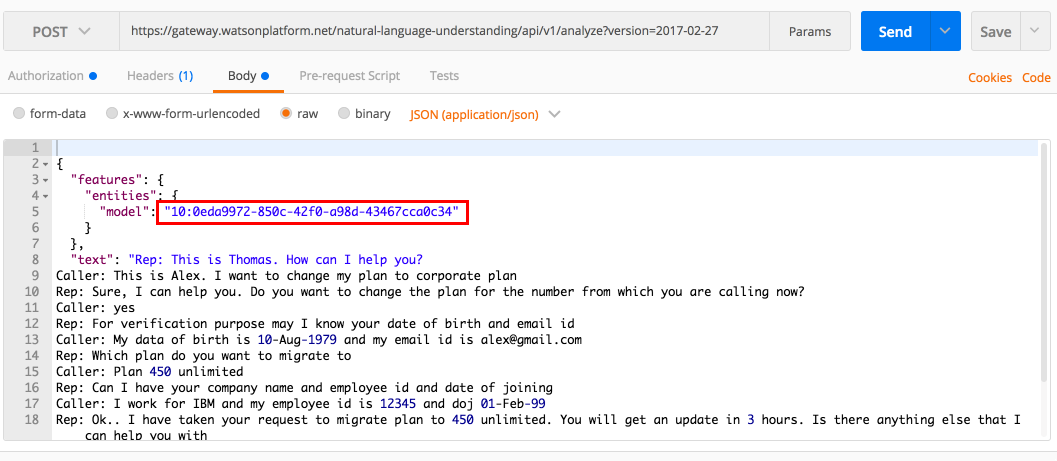 POST https://gateway.watsonplatform.net/natural-language-understanding/api/v1/analyze?version=2017-02-27 Params Send Save
Authorization Headers (1) Body Pre-request Script Tests Cookies Code
form-data x-www-form-urlencoded raw binary JSON (application/json)
1
2 {
3 "features": {
4 "entities": {
5 "model": "10:0eda9972-850c-42f0-a98d-43467cca0c34"
6 }
7 },
8 "text": "Rep: This is Thomas. How can I help you?
9 Caller: This is Alex. I want to change my plan to corporate plan
10 Rep: Sure, I can help you. Do you want to change the plan for the number from which you are calling now?
11 Caller: yes
12 Rep: For verification purpose may I know your date of birth and email id
13 Caller: My data of birth is 10-Aug-1979 and my email id is alex@gmail.com
14 Rep: Which plan do you want to migrate to
15 Caller: Plan 450 unlimited
16 Rep: Can I have your company name and employee id and date of joining
17 Caller: I work for IBM and my employee id is 12345 and doj 01-Feb-99
18 Rep: Ok.. I have taken your request to migrate plan to 450 unlimited. You will get an update in 3 hours. Is there anything else that I
can help you with